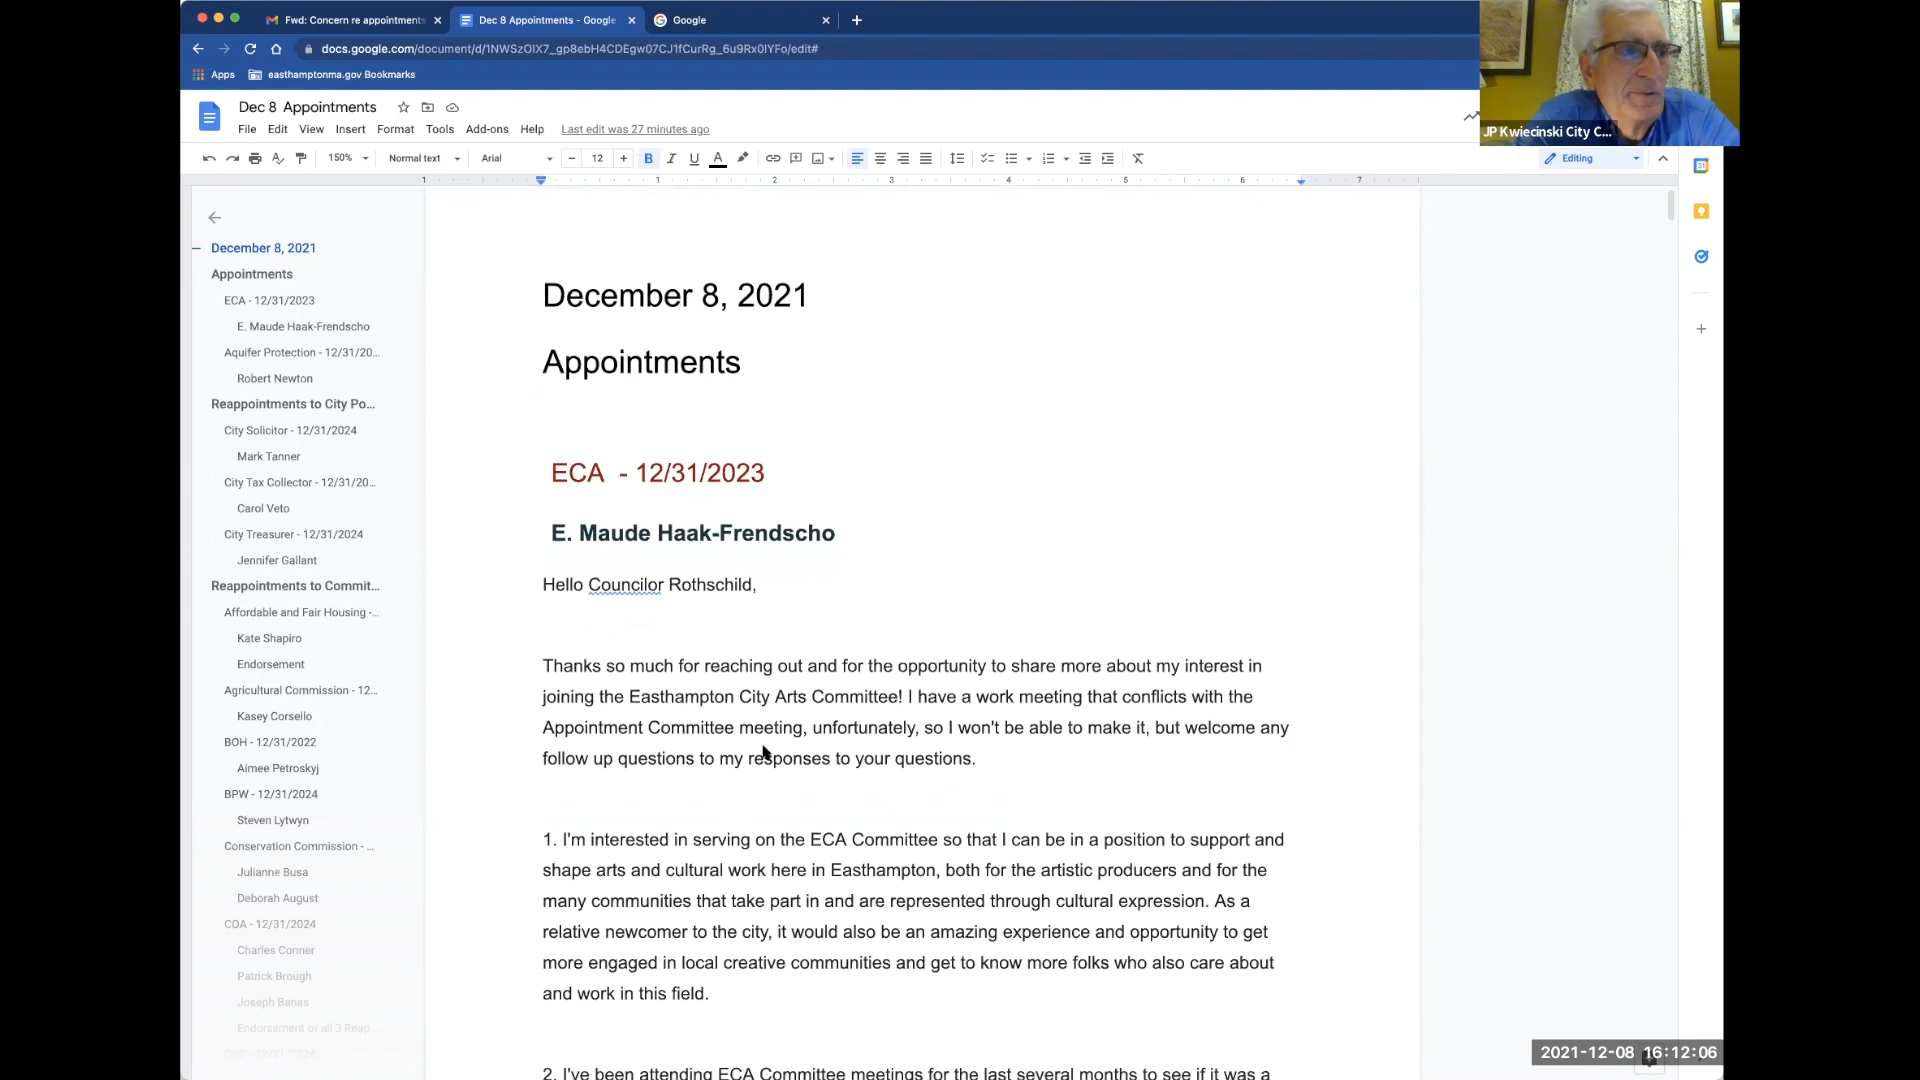 Fwd: Concern re appointments
Dec 8 Appointments - Google
Google
docs.google.com/document/d/1NWSzOIX7_gp8ebH4CDEgw07CJ1fCurRg_6u9Rx0IYFo/edit#
Apps
easthamptonma.gov Bookmarks
JP Kwiecinski City C...
Dec 8 Appointments
File Edit View Insert Format Tools Add-ons Help Last edit was 27 minutes ago
150% Normal text Arial 12 Editing
1 1 2 3 4 5 6 7
December 8, 2021
Appointments
ECA - 12/31/2023
E. Maude Haak-Frendscho
Aquifer Protection - 12/31/20...
Robert Newton
Reappointments to City Po...
City Solicitor - 12/31/2024
Mark Tanner
City Tax Collector - 12/31/20...
Carol Veto
City Treasurer - 12/31/2024
Jennifer Gallant
Reappointments to Commit...
Affordable and Fair Housing -...
Kate Shapiro
Endorsement
Agricultural Commission - 12...
Kasey Corsello
BOH - 12/31/2022
Aimee Petroskyj
BPW - 12/31/2024
Steven Lytwyn
Conservation Commission - ...
Julianne Busa
Deborah August
COA - 12/31/2024
Charles Conner
Patrick Brough
Joseph Banas
Endorsement of all 3 Reap...
December 8, 2021
Appointments
ECA - 12/31/2023
E. Maude Haak-Frendscho
Hello Councilor Rothschild,
Thanks so much for reaching out and for the opportunity to share more about my interest in
joining the Easthampton City Arts Committee! I have a work meeting that conflicts with the
Appointment Committee meeting, unfortunately, so I won't be able to make it, but welcome any
follow up questions to my responses to your questions.
1. I'm interested in serving on the ECA Committee so that I can be in a position to support and
shape arts and cultural work here in Easthampton, both for the artistic producers and for the
many communities that take part in and are represented through cultural expression. As a
relative newcomer to the city, it would also be an amazing experience and opportunity to get
more engaged in local creative communities and get to know more folks who also care about
and work in this field.
2. I've been attending ECA Committee meetings for the last several months to see if it was a
2021-12-08 16:12:06